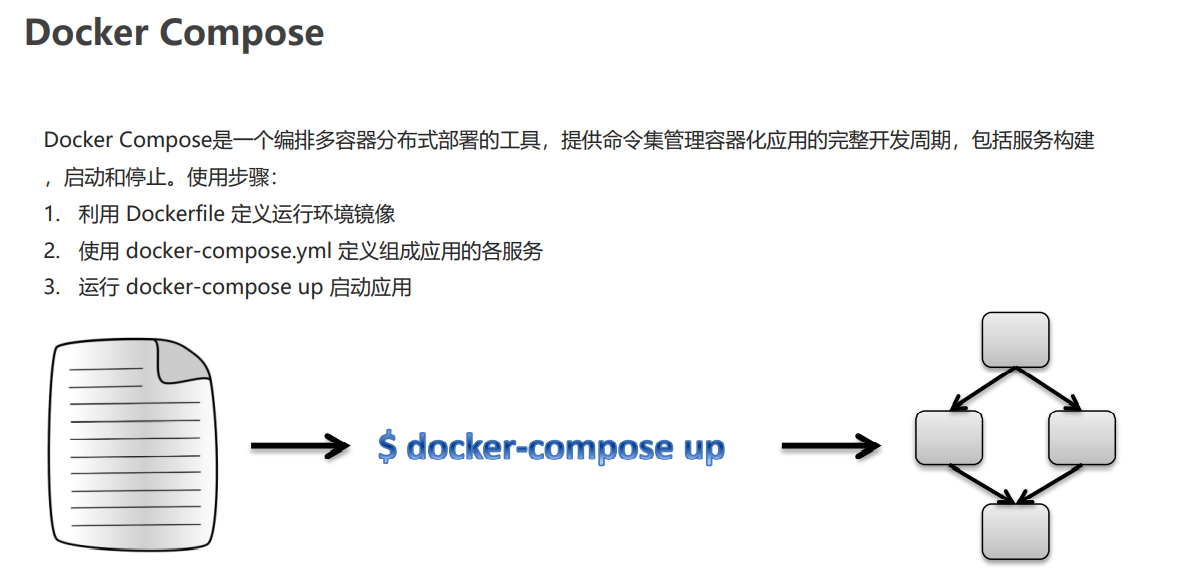 Docker Compose
Docker Compose是一个编排多容器分布式部署的工具，提供命令集管理容器化应用的完整开发周期，包括服务构建
，启动和停止。使用步骤：
1. 利用 Dockerfile 定义运行环境镜像
2. 使用 docker-compose.yml 定义组成应用的各服务
3. 运行 docker-compose up 启动应用
$ docker-compose up